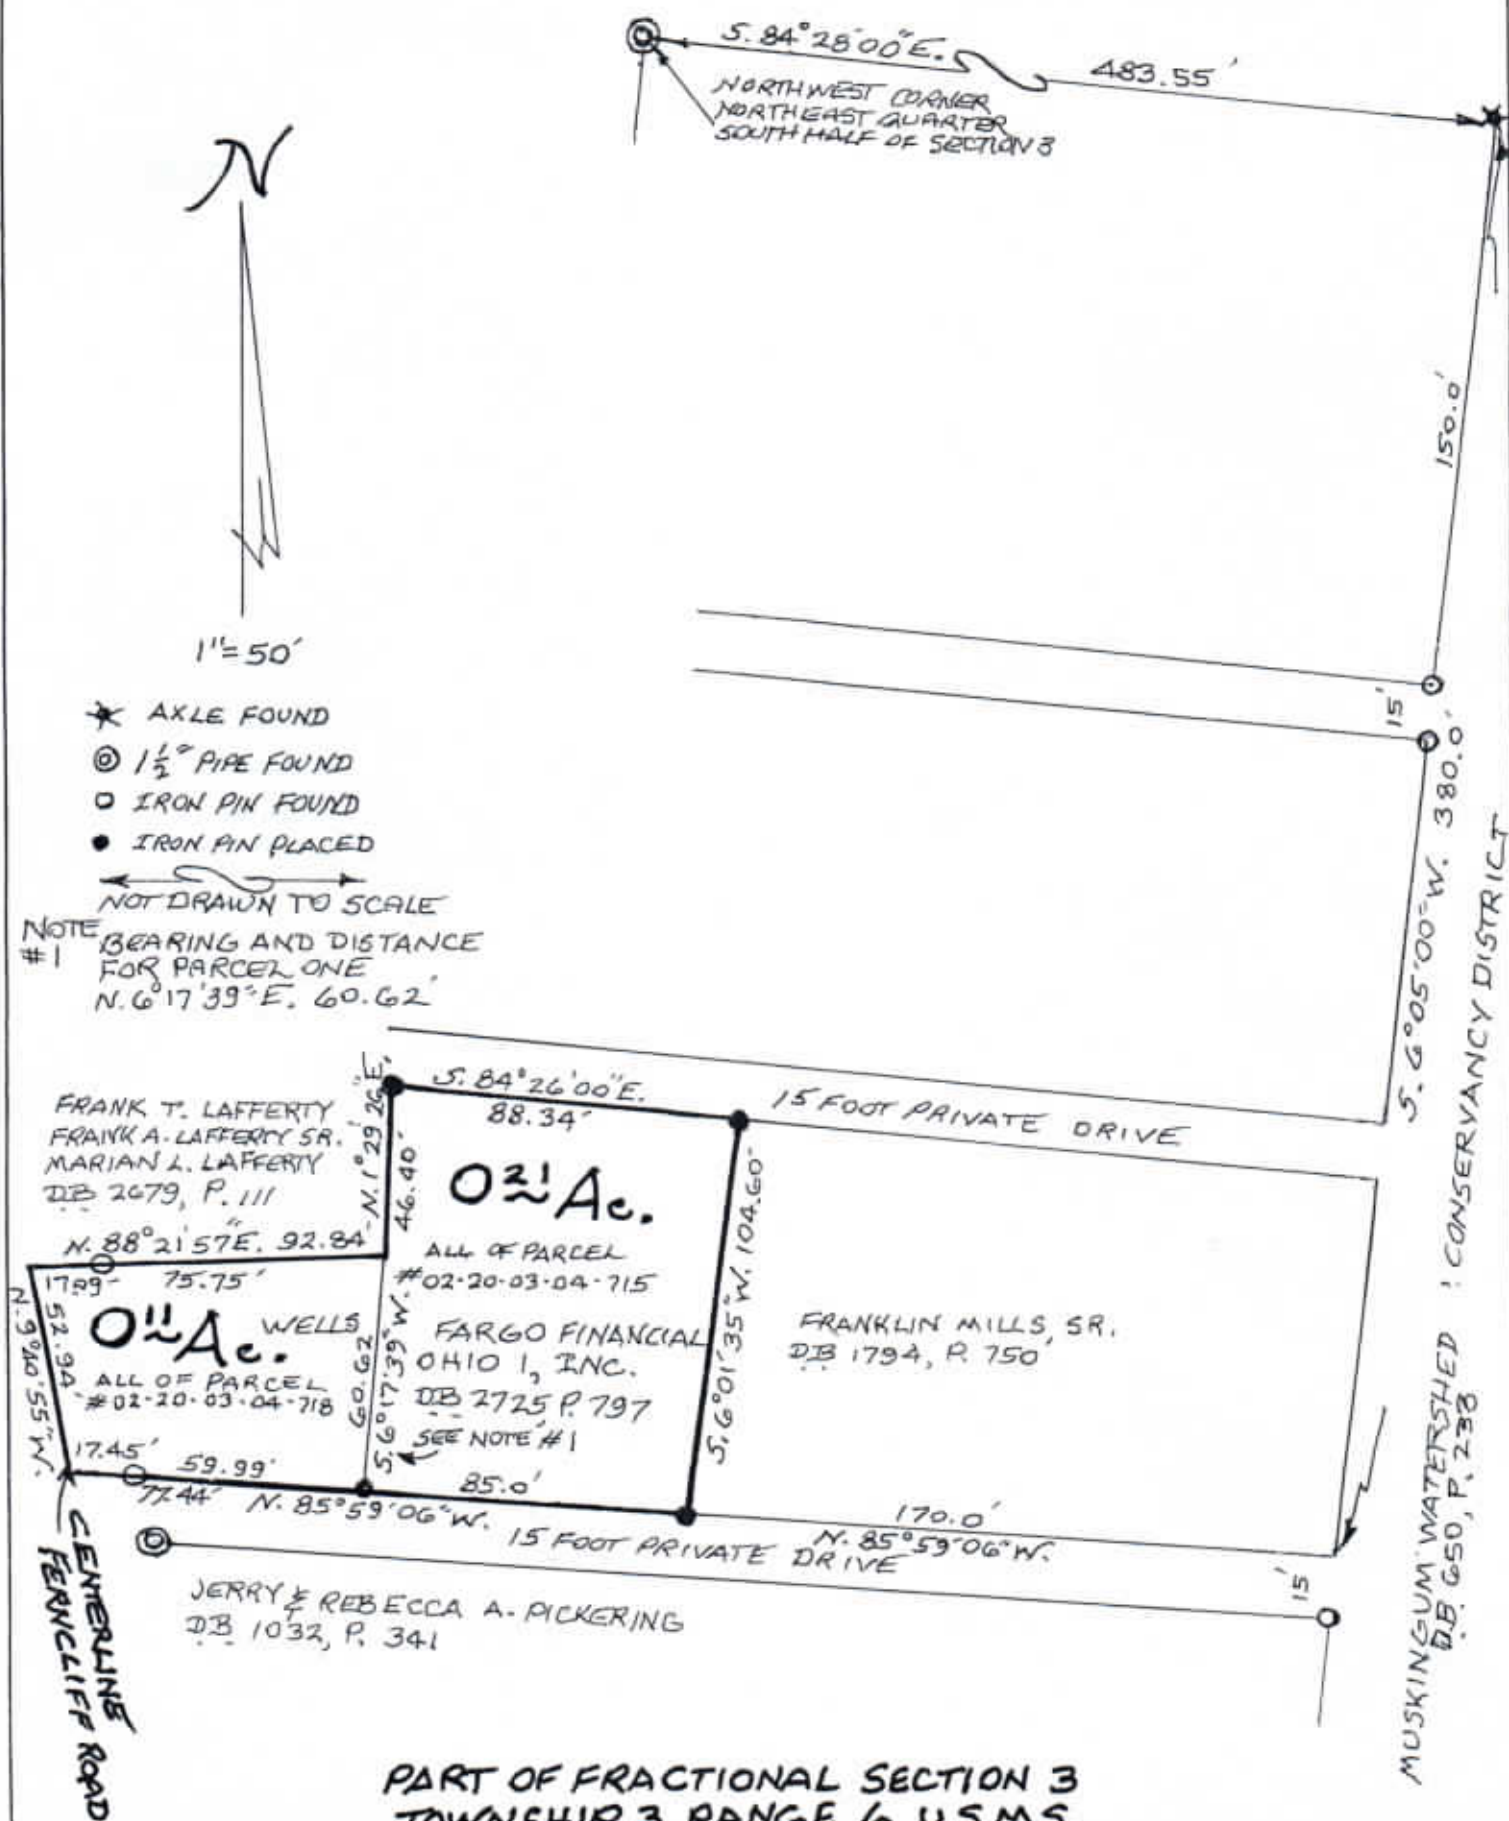 S. 84°28'00"E.
483.55'
NORTHWEST CORNER
NORTHEAST QUARTER
SOUTH HALF OF SECTION 3
N
150.0'
1"=50'
15'
AXLE FOUND
1½" PIPE FOUND
IRON PIN FOUND
IRON PIN PLACED
NOT DRAWN TO SCALE
NOTE #1
BEARING AND DISTANCE
FOR PARCEL ONE
N. 6°17'39"E. 60.62'
S. 6°05'00"W. 380.0'
FRANK T. LAFFERTY
FRANK A. LAFFERTY SR.
MARIAN L. LAFFERTY
D.B. 2679, P. 111
N. 1°29'26"E.
46.40'
S. 84°26'00"E.
88.34'
15 FOOT PRIVATE DRIVE
0 21 Ac.
ALL OF PARCEL
#02-20-03-04-715
S. 6°01'35"W. 104.60'
N. 88°21'57"E. 92.84'
17.09'
75.75'
N. 9°40'55"W.
52.94'
0 11 Ac.
ALL OF PARCEL
#02-20-03-04-718
60.62
S. 6°17'39"W.
WELLS FARGO FINANCIAL
OHIO 1, INC.
D.B. 2725 P. 797
SEE NOTE #1
FRANKLIN MILLS, SR.
D.B. 1794, P. 750
17.45'
59.99'
77.44'
N. 85°59'06"W.
85.0'
170.0'
N. 85°59'06"W.
15 FOOT PRIVATE DRIVE
15'
JERRY & REBECCA A. PICKERING
D.B. 1032, P. 341
CENTERLINE
FERNCLIFF ROAD
MUSKINGUM WATERSHED CONSERVANCY DISTRICT
D.B. 650, P. 233
PART OF FRACTIONAL SECTION 3
TOWNSHIP 3 RANGE 6 U.S.M.S.